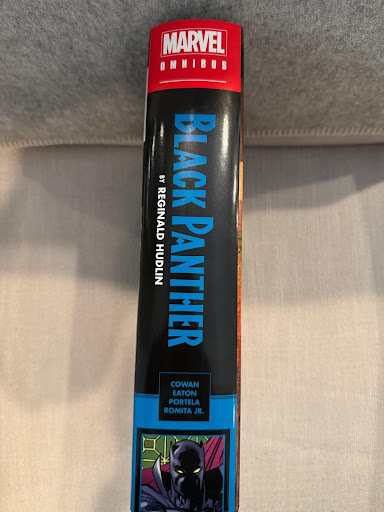 MARVEL
OMNIBUS
BLACK PANTHER
BY REGINALD HUDLIN
COWAN
EATON
PORTELA
ROMITA JR.